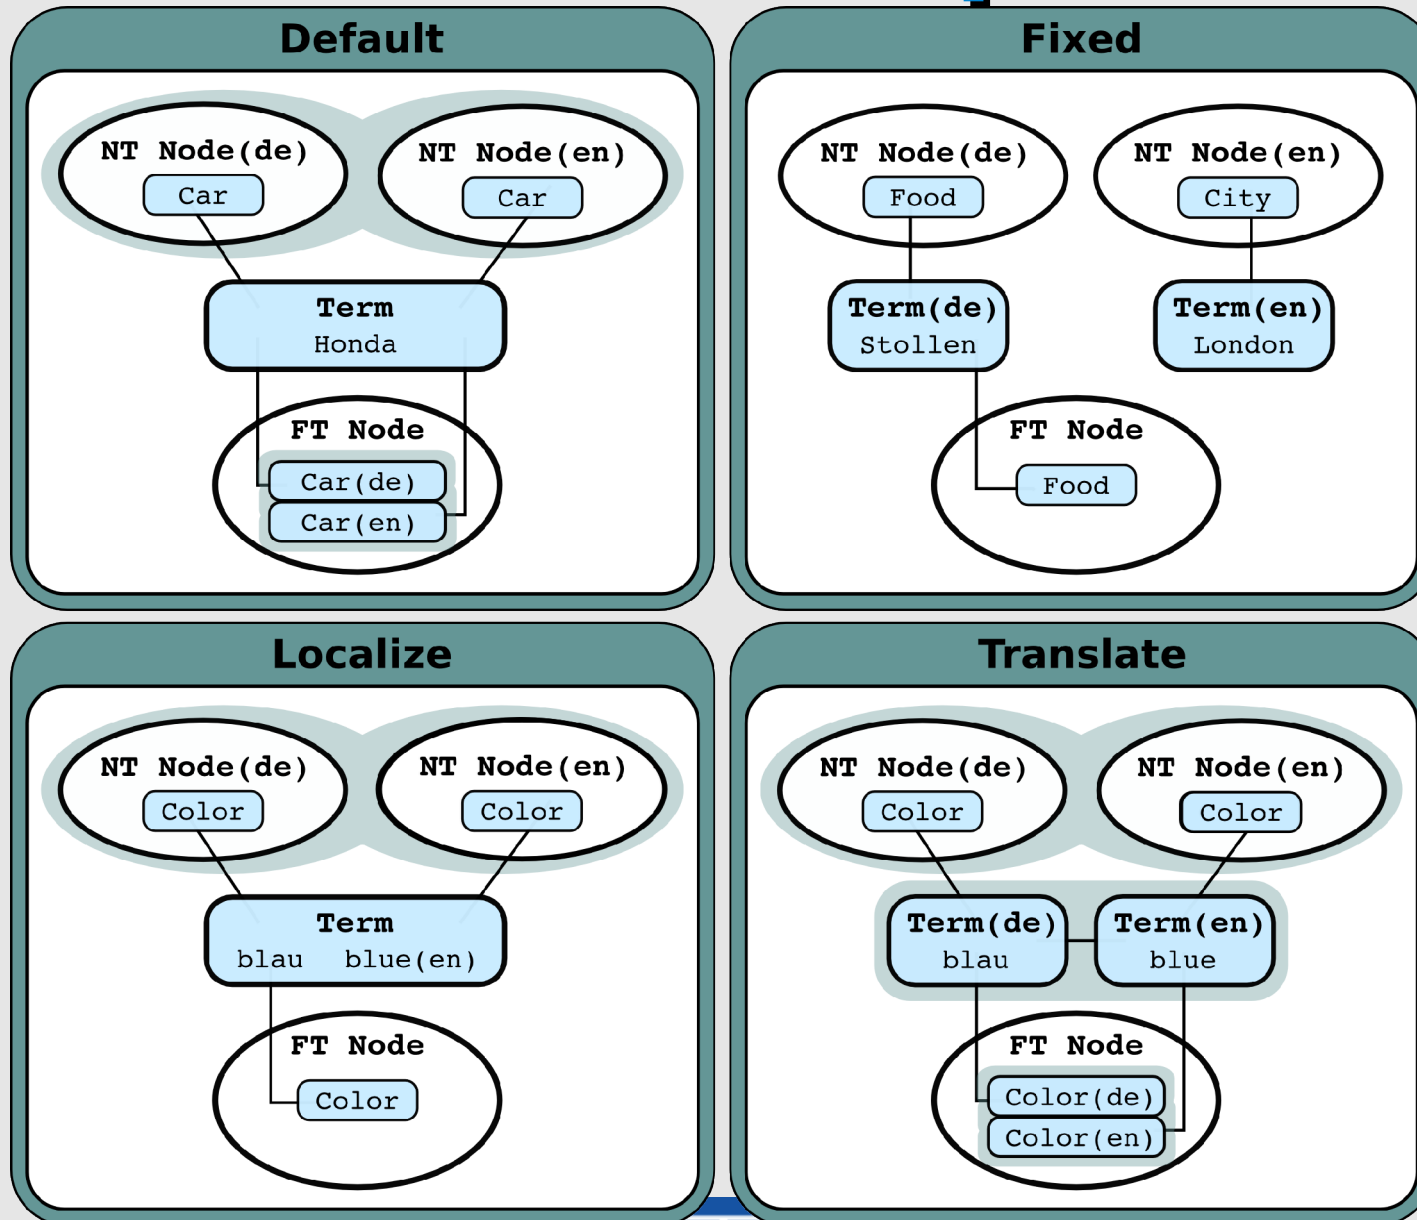 Default
NT Node(de)
Car
NT Node(en)
Car
Term
Honda
FT Node
Car(de)
Car(en)
Fixed
NT Node(de)
Food
NT Node(en)
City
Term(de)
Stollen
Term(en)
London
FT Node
Food
Localize
NT Node(de)
Color
NT Node(en)
Color
Term
blau blue(en)
FT Node
Color
Translate
NT Node(de)
Color
NT Node(en)
Color
Term(de)
blau
Term(en)
blue
FT Node
Color(de)
Color(en)